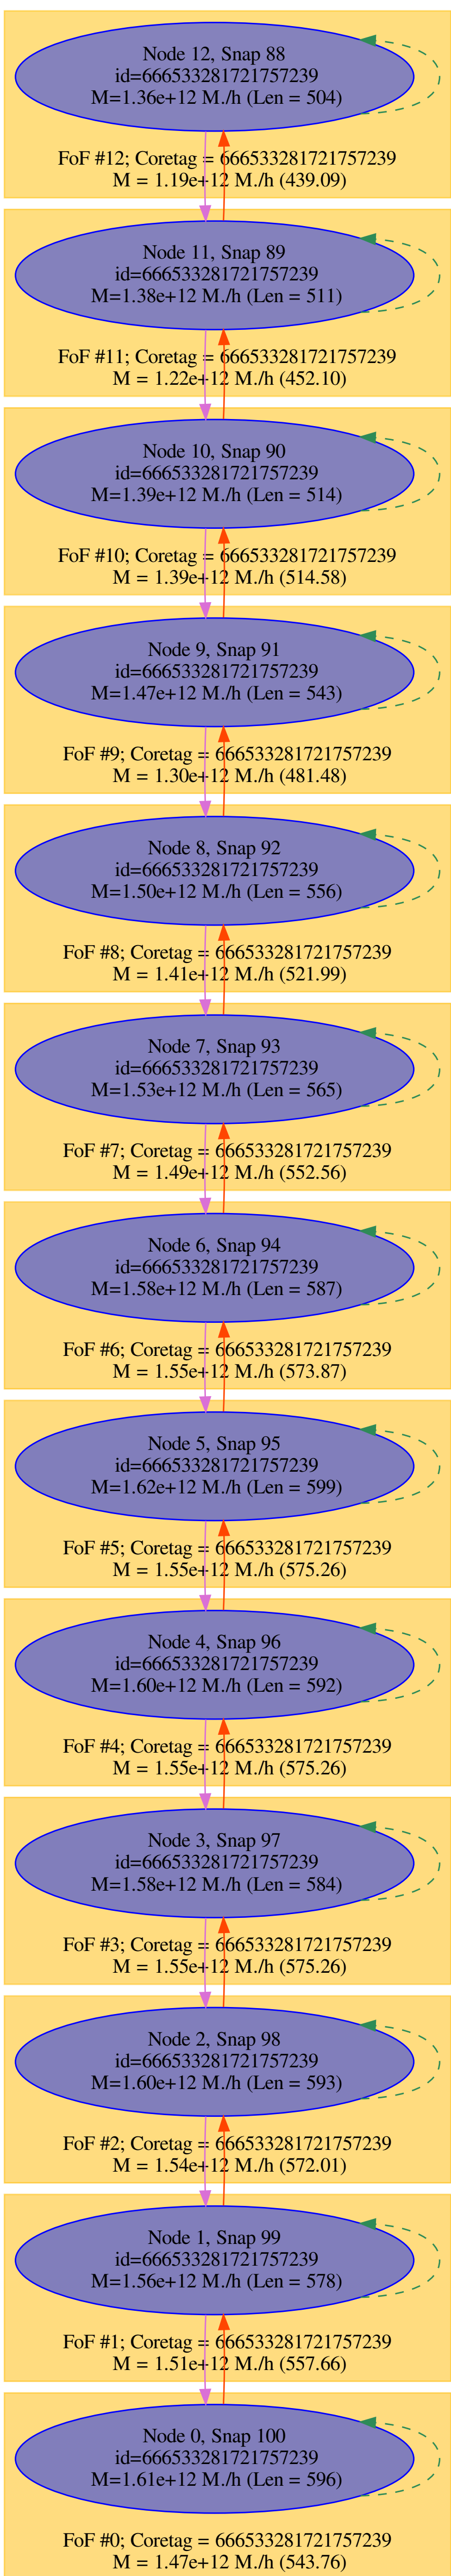 Node 12, Snap 88
id=666533281721757239
M=1.36e+12 M./h (Len = 504)
FoF #12; Coretag = 666533281721757239
M = 1.19e+12 M./h (439.09)
Node 11, Snap 89
id=666533281721757239
M=1.38e+12 M./h (Len = 511)
FoF #11; Coretag = 666533281721757239
M = 1.22e+12 M./h (452.10)
Node 10, Snap 90
id=666533281721757239
M=1.39e+12 M./h (Len = 514)
FoF #10; Coretag = 666533281721757239
M = 1.39e+12 M./h (514.58)
Node 9, Snap 91
id=666533281721757239
M=1.47e+12 M./h (Len = 543)
FoF #9; Coretag = 666533281721757239
M = 1.30e+12 M./h (481.48)
Node 8, Snap 92
id=666533281721757239
M=1.50e+12 M./h (Len = 556)
FoF #8; Coretag = 666533281721757239
M = 1.41e+12 M./h (521.99)
Node 7, Snap 93
id=666533281721757239
M=1.53e+12 M./h (Len = 565)
FoF #7; Coretag = 666533281721757239
M = 1.49e+12 M./h (552.56)
Node 6, Snap 94
id=666533281721757239
M=1.58e+12 M./h (Len = 587)
FoF #6; Coretag = 666533281721757239
M = 1.55e+12 M./h (573.87)
Node 5, Snap 95
id=666533281721757239
M=1.62e+12 M./h (Len = 599)
FoF #5; Coretag = 666533281721757239
M = 1.55e+12 M./h (575.26)
Node 4, Snap 96
id=666533281721757239
M=1.60e+12 M./h (Len = 592)
FoF #4; Coretag = 666533281721757239
M = 1.55e+12 M./h (575.26)
Node 3, Snap 97
id=666533281721757239
M=1.58e+12 M./h (Len = 584)
FoF #3; Coretag = 666533281721757239
M = 1.55e+12 M./h (575.26)
Node 2, Snap 98
id=666533281721757239
M=1.60e+12 M./h (Len = 593)
FoF #2; Coretag = 666533281721757239
M = 1.54e+12 M./h (572.01)
Node 1, Snap 99
id=666533281721757239
M=1.56e+12 M./h (Len = 578)
FoF #1; Coretag = 666533281721757239
M = 1.51e+12 M./h (557.66)
Node 0, Snap 100
id=666533281721757239
M=1.61e+12 M./h (Len = 596)
FoF #0; Coretag = 666533281721757239
M = 1.47e+12 M./h (543.76)